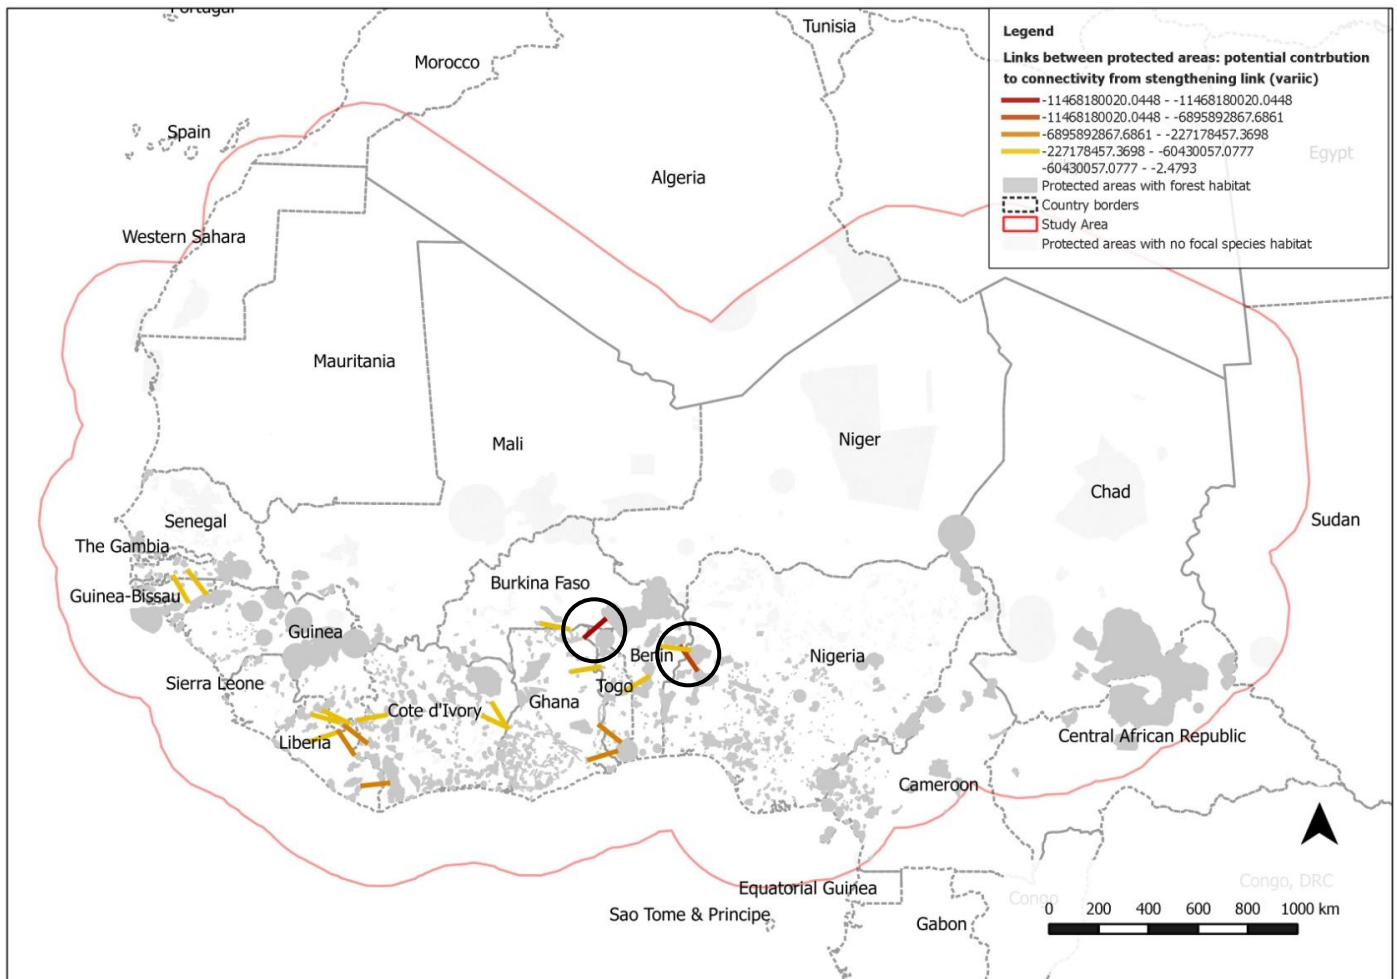 Portugal
Tunisia
Morocco
Legend
Links between protected areas: potential contrbution
to connectivity from stengthening link (variic)
-11468180020.0448 - -11468180020.0448
-11468180020.0448 - -6895892867.6861
-6895892867.6861 - -227178457.3698
-227178457.3698 - -60430057.0777
-60430057.0777 - -2.4793
Protected areas with forest habitat
Country borders
Study Area
Protected areas with no focal species habitat
Spain
Egypt
Algeria
Western Sahara
Mauritania
Mali
Niger
Chad
Senegal
Sudan
The Gambia
Burkina Faso
Guinea-Bissau
Guinea
Benin
Nigeria
Sierra Leone
Togo
Ghana
Cote d'Ivory
Liberia
Central African Republic
Cameroon
Equatorial Guinea
Congo, DRC
Congo
Sao Tome & Principe
Gabon
0 200 400 600 800 1000 km